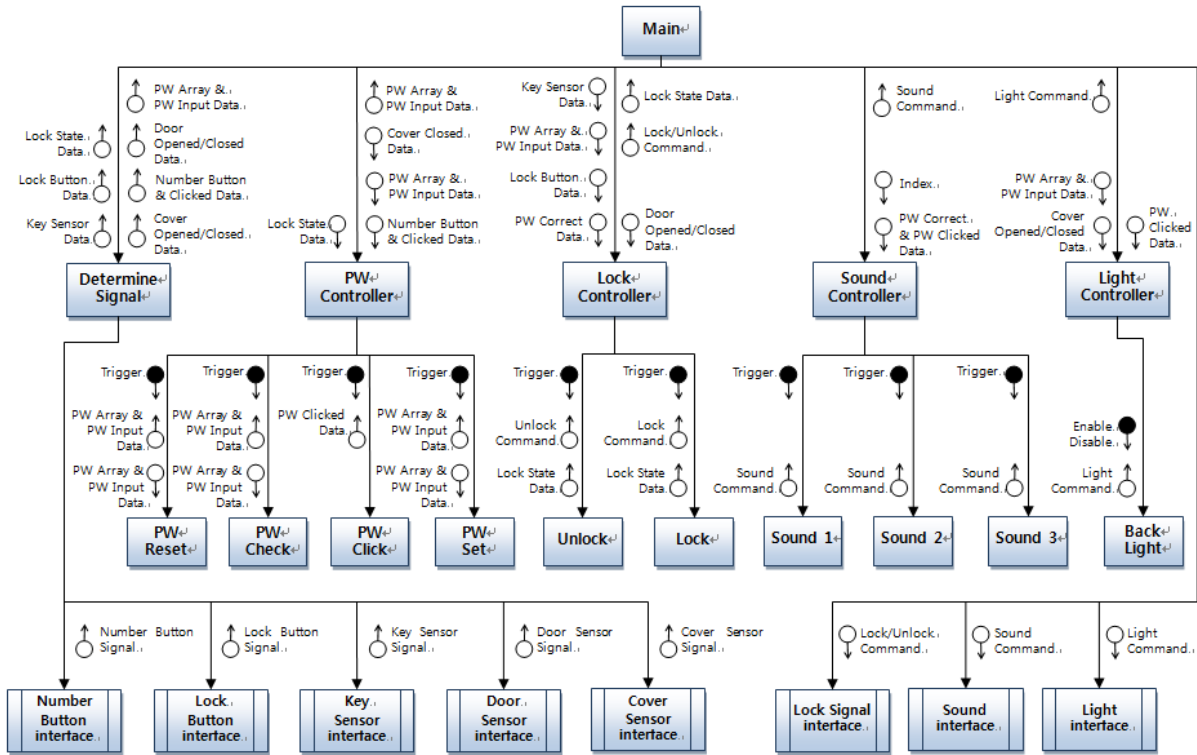 Main
PW Array &
PW Input Data
Lock State
Data
Door
Opened/Closed
Data
Lock Button
Data
Number Button
& Clicked Data
Key Sensor
Data
Cover
Opened/Closed
Data
PW Array &
PW Input Data
Cover Closed
Data
PW Array &
PW Input Data
Lock State
Data
Number Button
& Clicked Data
Key Sensor
Data
Lock State Data
PW Array &
PW Input Data
Lock/Unlock
Command
Lock Button
Data
PW Correct
Data
Door
Opened/Closed
Data
Sound
Command
Index
PW Correct
& PW Clicked
Data
Light Command
PW Array &
PW Input Data
Cover
Opened/Closed
Data
PW
Clicked
Data
Determine
Signal
PW
Controller
Lock
Controller
Sound
Controller
Light
Controller
Trigger
PW Array &
PW Input
Data
PW Array &
PW Input
Data
Trigger
PW Array &
PW Input
Data
PW Array &
PW Input
Data
Trigger
PW Clicked
Data
Trigger
PW Array &
PW Input
Data
PW Array &
PW Input
Data
Trigger
Unlock
Command
Lock State
Data
Trigger
Lock
Command
Lock State
Data
Trigger
Sound
Command
Trigger
Sound
Command
Trigger
Sound
Command
Enable
Disable
Light
Command
PW
Reset
PW
Check
PW
Click
PW
Set
Unlock
Lock
Sound 1
Sound 2
Sound 3
Back
Light
Number Button
Signal
Lock Button
Signal
Key Sensor
Signal
Door Sensor
Signal
Cover Sensor
Signal
Lock/Unlock
Command
Sound
Command
Light
Command
Number
Button
interface
Lock
Button
interface
Key
Sensor
interface
Door
Sensor
interface
Cover
Sensor
interface
Lock Signal
interface
Sound
interface
Light
interface